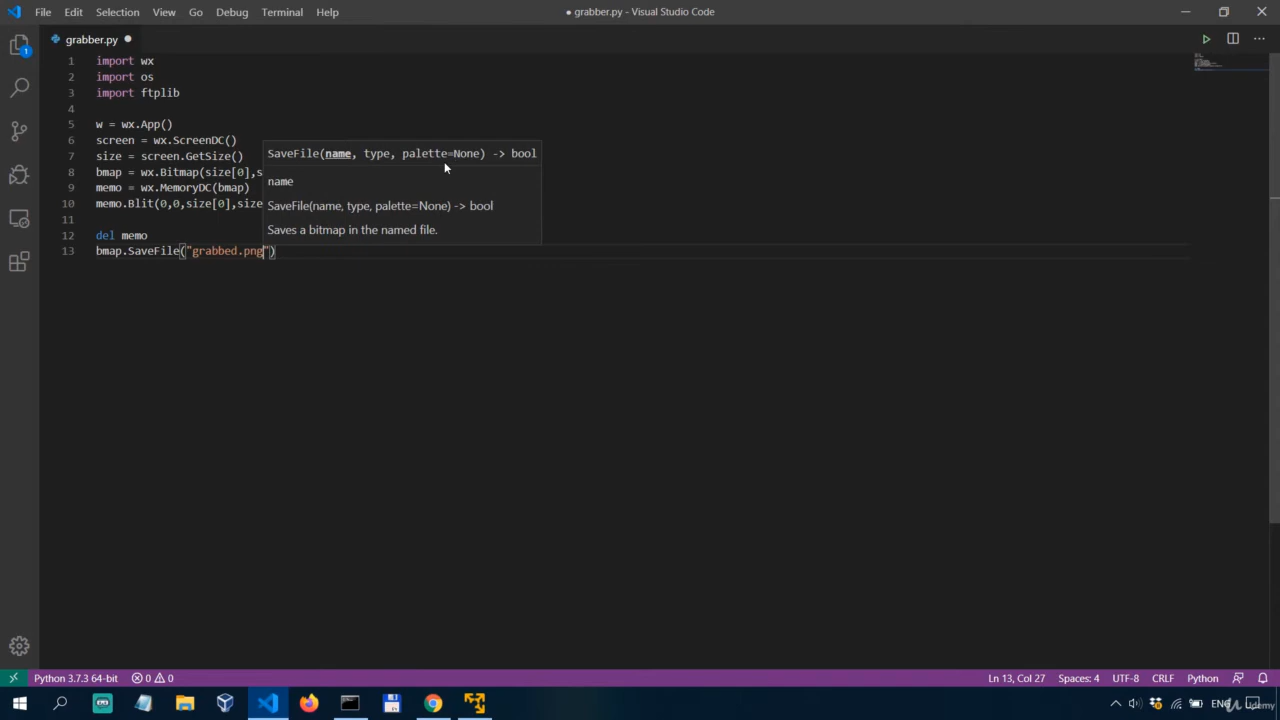 File Edit Selection View Go Debug Terminal Help
● grabber.py - Visual Studio Code
grabber.py
1 import wx
2 import os
3 import ftplib
4
5 w = wx.App()
6 screen = wx.ScreenDC()
7 size = screen.GetSize()
8 bmap = wx.Bitmap(size[0],s
9 memo = wx.MemoryDC(bmap)
10 memo.Blit(0,0,size[0],size
11
12 del memo
13 bmap.SaveFile("grabbed.png")
SaveFile(name, type, palette=None) -> bool
name
SaveFile(name, type, palette=None) -> bool
Saves a bitmap in the named file.
1
Python 3.7.3 64-bit 0 0
Ln 13, Col 27 Spaces: 4 UTF-8 CRLF Python
ENG
Udemy